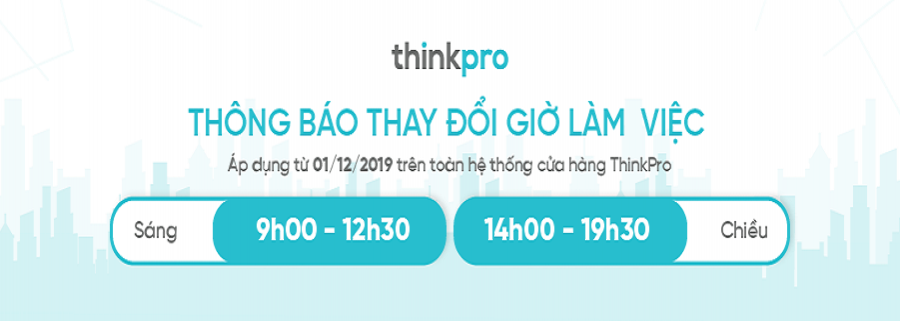 thinkpro
THÔNG BÁO THAY ĐỔI GIỜ LÀM VIỆC
Áp dụng từ 01/12/2019 trên toàn hệ thống cửa hàng ThinkPro
Sáng 9h00 - 12h30 14h00 - 19h30 Chiều